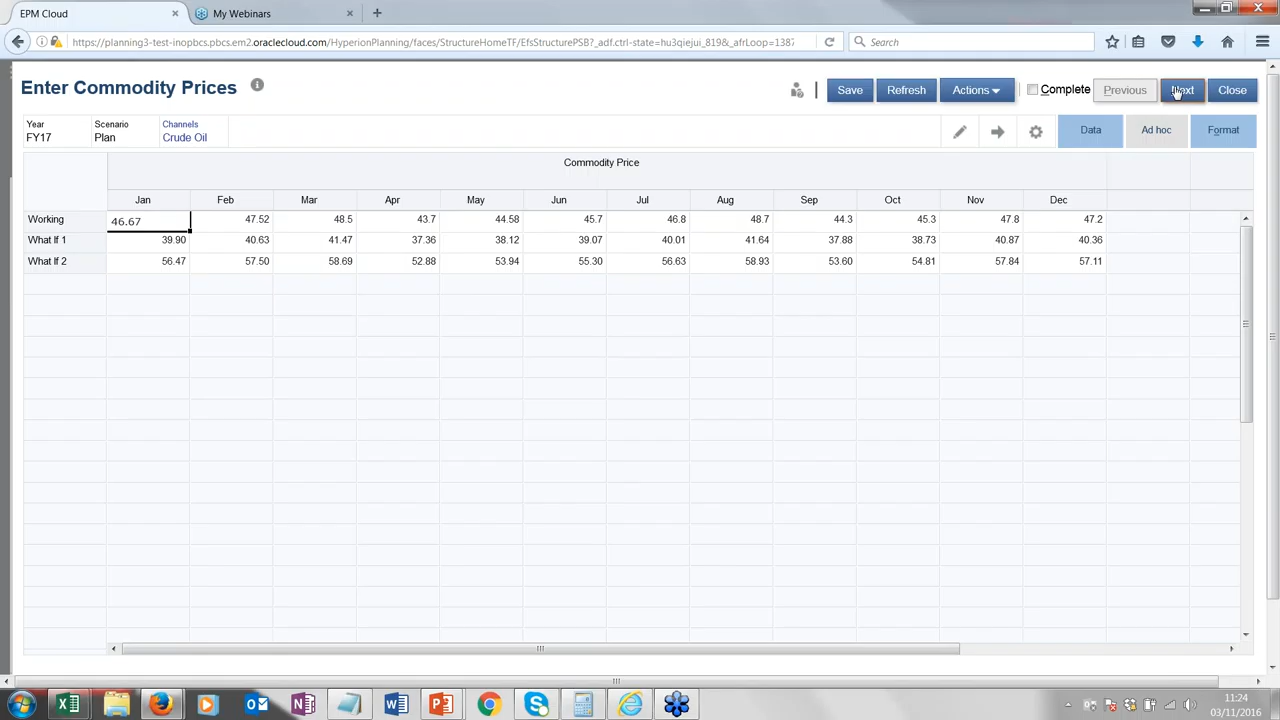 EPM Cloud × My Webinars × +
https://planning3-test-inopbcs.pbcs.em2.oraclecloud.com/HyperionPlanning/faces/StructureHomeTF/EfsStructurePSB?_adf.ctrl-state=hu3qiejui_819&_afrLoop=1387 Search
Enter Commodity Prices
Save Refresh Actions Complete Previous Next Close
Year Scenario Channels
FY17 Plan Crude Oil
Data Ad hoc Format
Commodity Price
Jan Feb Mar Apr May Jun Jul Aug Sep Oct Nov Dec
Working 46.67 47.52 48.5 43.7 44.58 45.7 46.8 48.7 44.3 45.3 47.8 47.2
What If 1 39.90 40.63 41.47 37.36 38.12 39.07 40.01 41.64 37.88 38.73 40.87 40.36
What If 2 56.47 57.50 58.69 52.88 53.94 55.30 56.63 58.93 53.60 54.81 57.84 57.11
11:24
03/11/2016